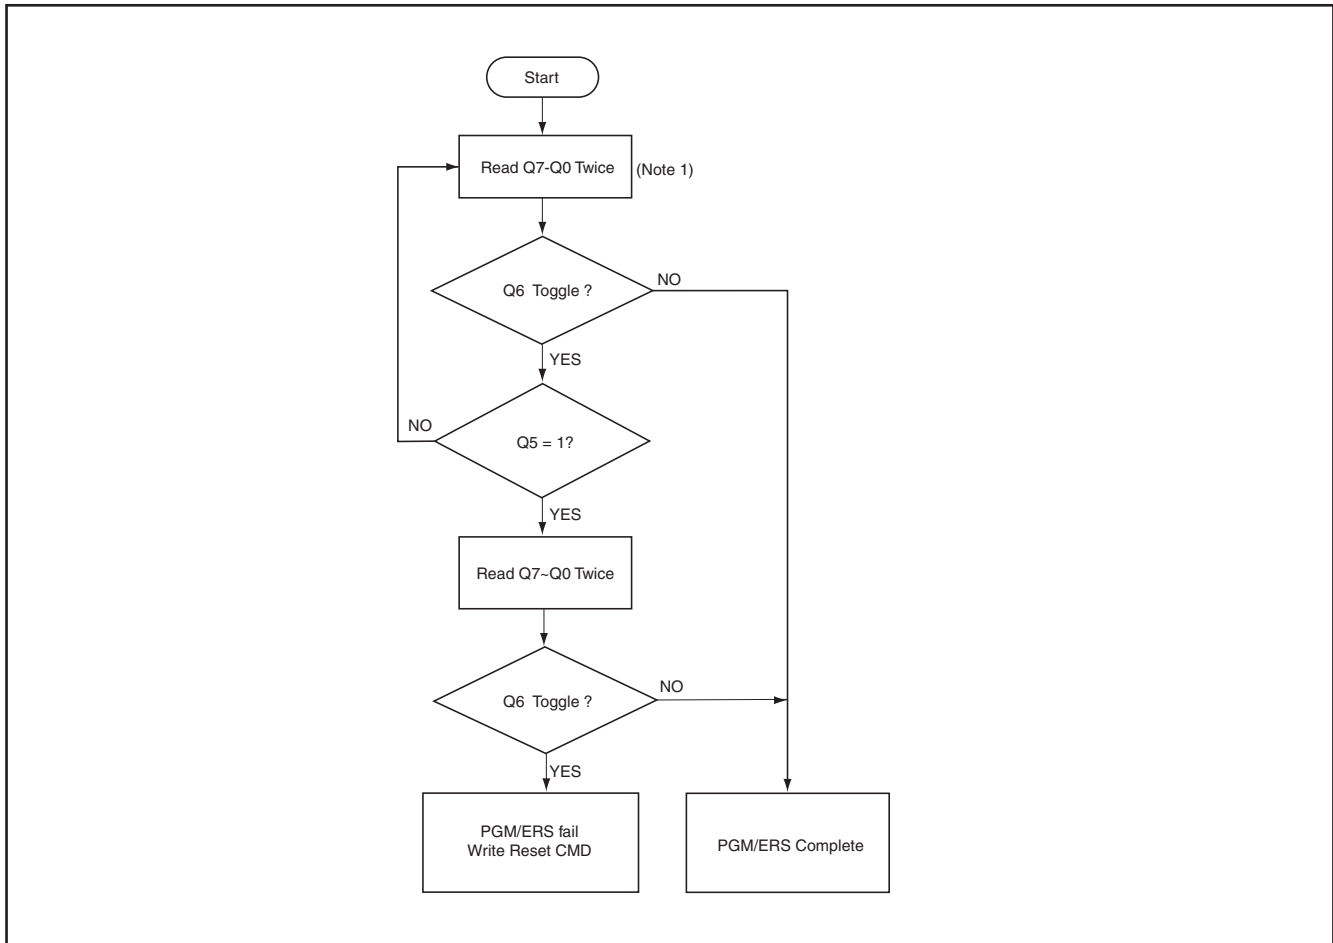 Start
Read Q7-Q0 Twice
(Note 1)
Q6 Toggle ?
NO
YES
NO
Q5 = 1?
YES
Read Q7~Q0 Twice
Q6 Toggle ?
NO
YES
PGM/ERS fail
Write Reset CMD
PGM/ERS Complete